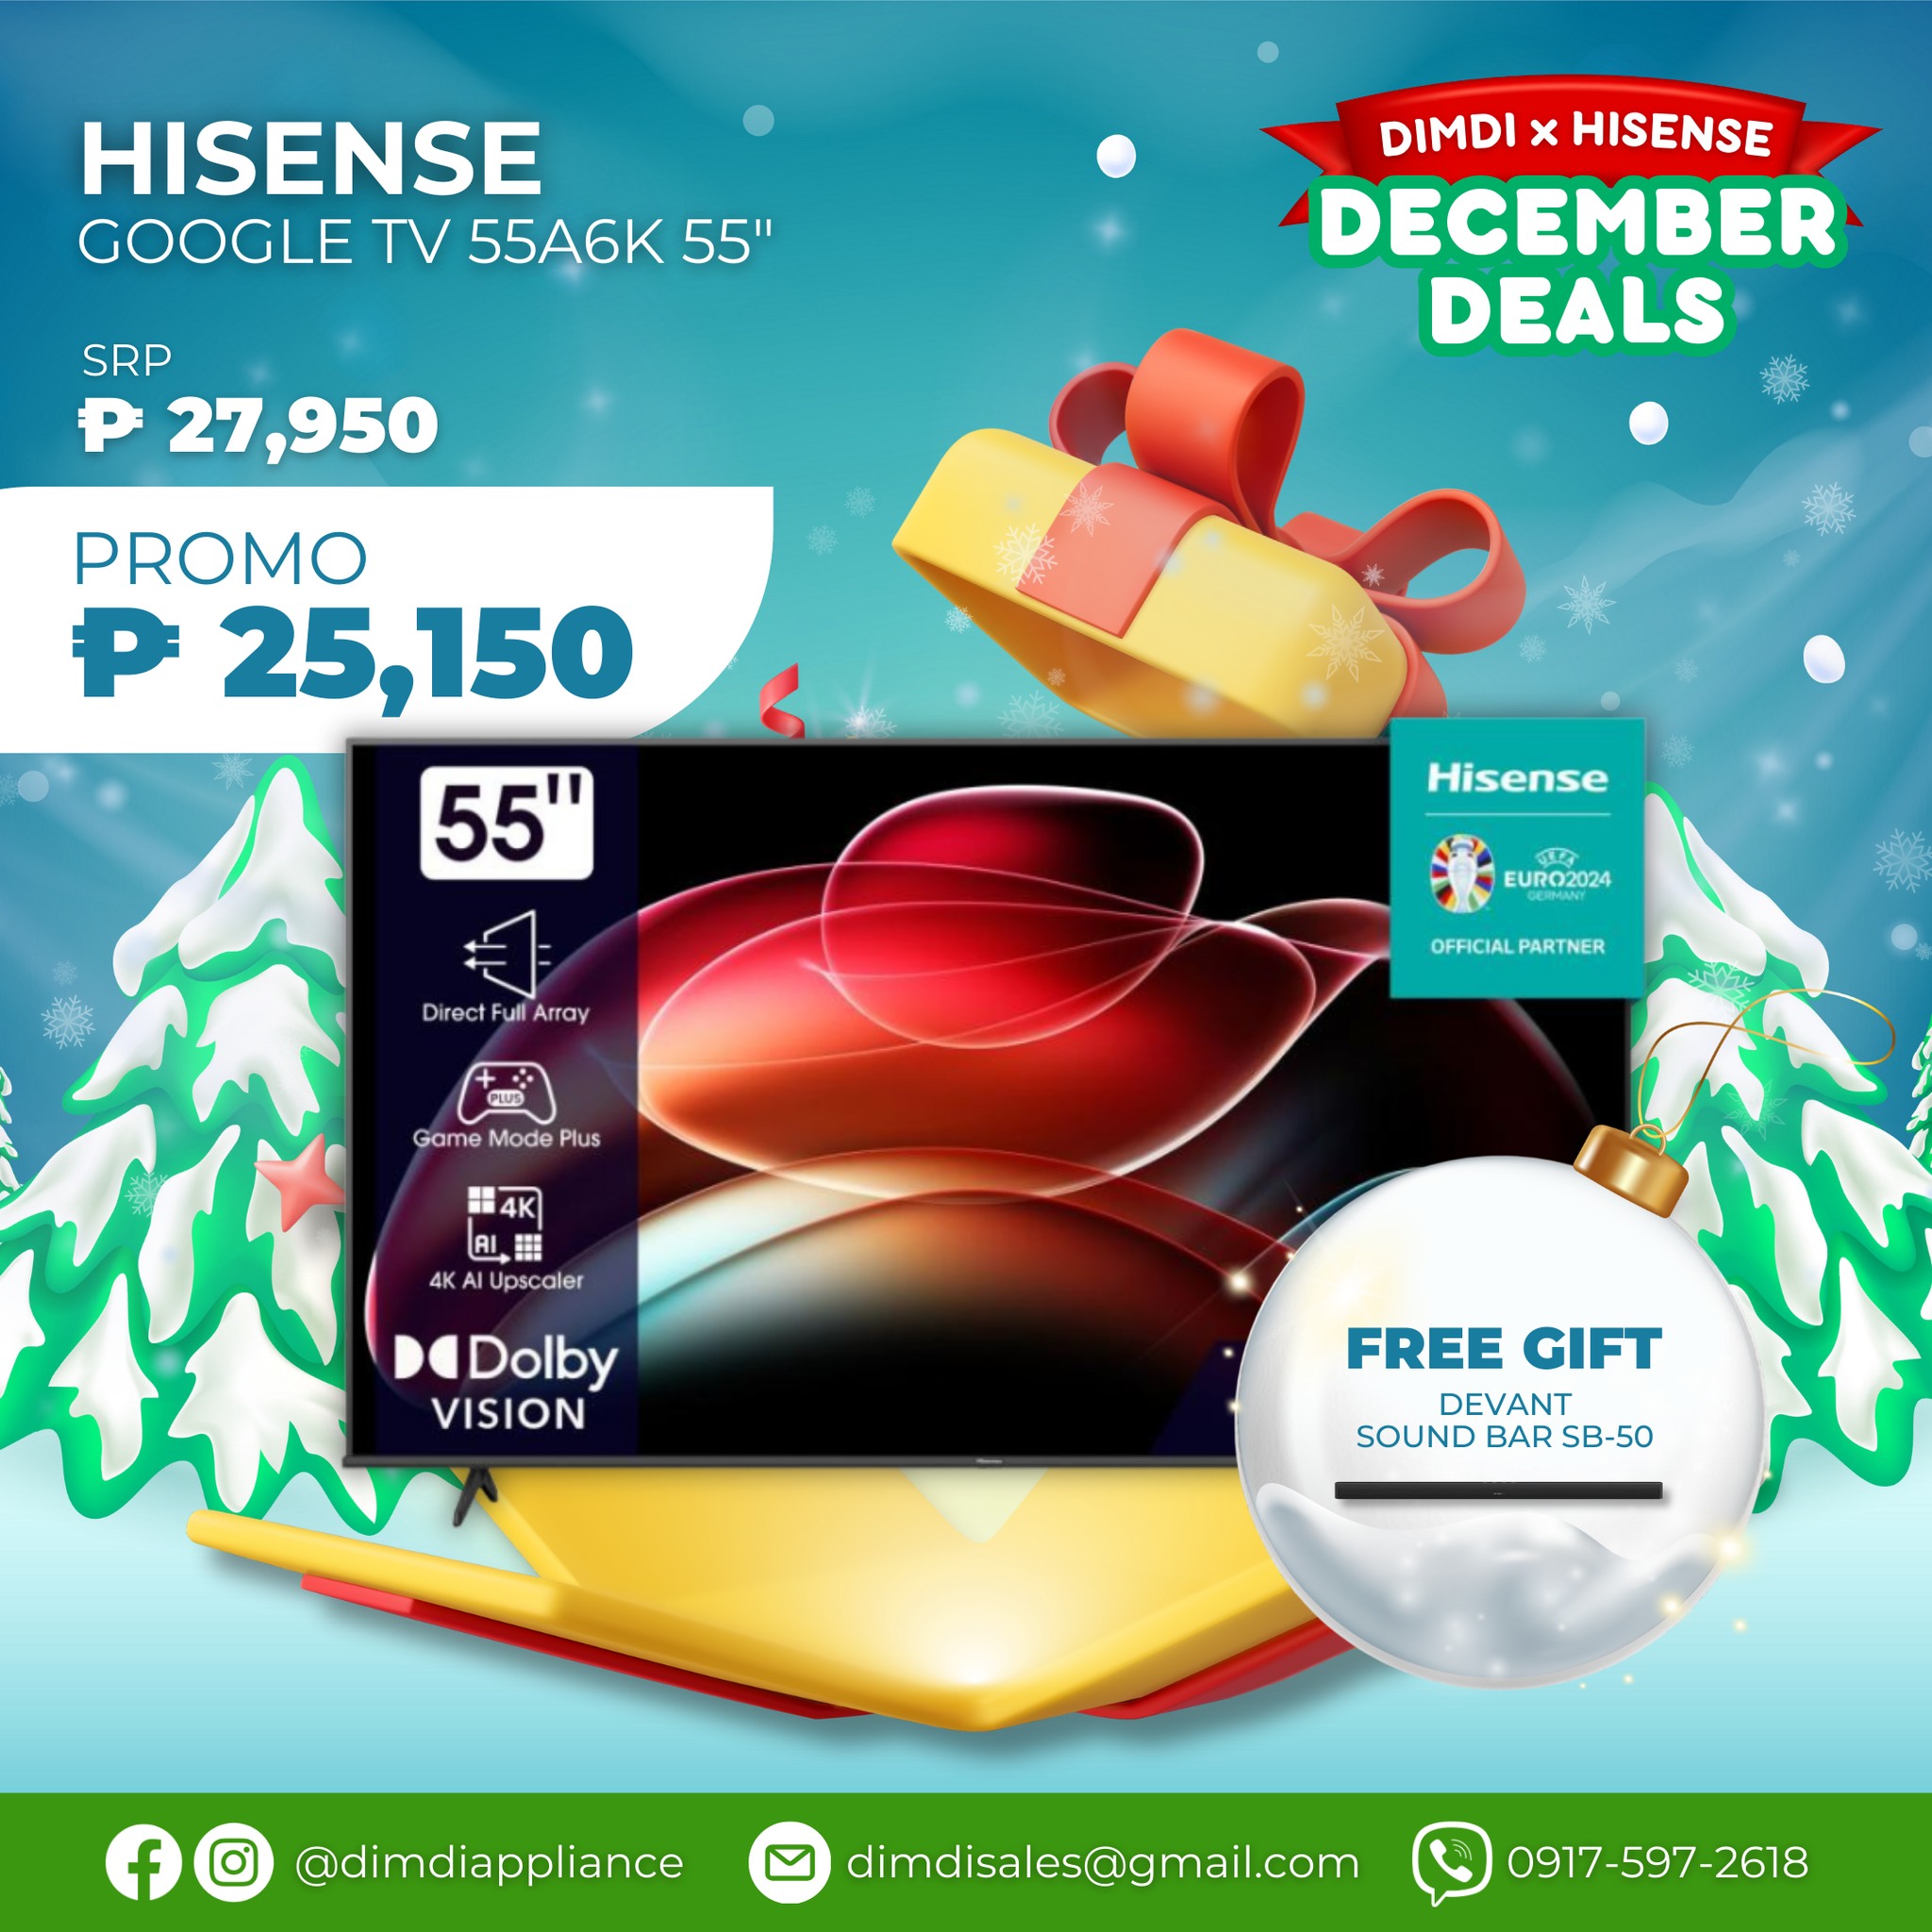 HISENSE
GOOGLE TV 55A6K 55"
DIMDI x HISENSE
DECEMBER
DEALS
SRP
₱ 27,950
PROMO
₱ 25,150
55"
Direct Full Array
PLUS
Game Mode Plus
4K
AI
4K AI Upscaler
Dolby
VISION
Hisense
UEFA
EURO2024
GERMANY
OFFICIAL PARTNER
FREE GIFT
DEVANT
SOUND BAR SB-50
@dimdiappliance
dimdisales@gmail.com
0917-597-2618